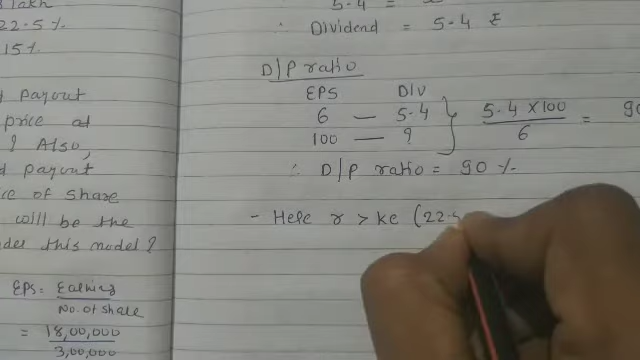 lakh
22.5 %
15 %
payout
price at
? Also,
payout
of share
will be the
this model?
EPS = Earning
No. of share
= 18,00,000
3,00,000
5.4 =
∴ Dividend = 5.4 ₹
D/P ratio
EPS DIV
6 — 5.4
100 — ?
5.4 × 100
6
= 90
∴ D/P ratio = 90 %
- Here r > ke (22.5